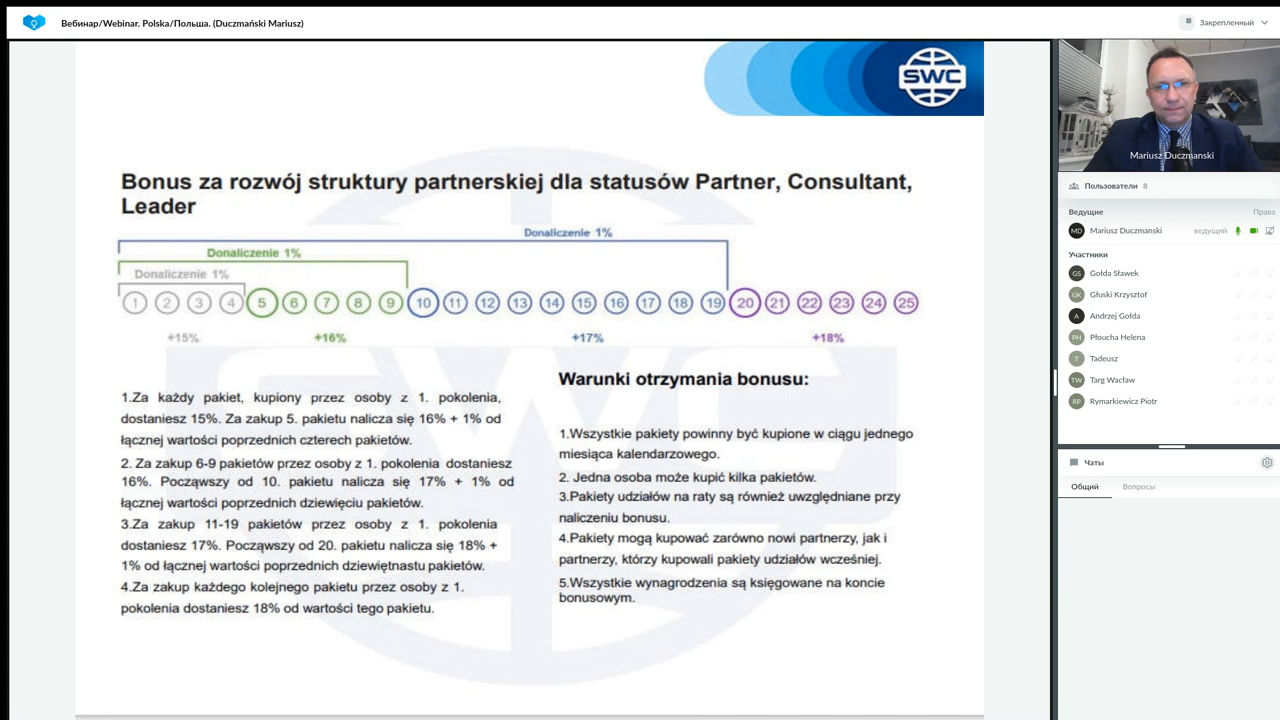 Вебинар/Webinar. Polska/Польша. (Duczmański Mariusz)
Закрепленный
SWC
Bonus za rozwój struktury partnerskiej dla statusów Partner, Consultant,
Leader
Donaliczenie 1%
Donaliczenie 1%
Donaliczenie 1%
1 2 3 4 5 6 7 8 9 10 11 12 13 14 15 16 17 18 19 20 21 22 23 24 25
+15% +16% +17% +18%
1.Za każdy pakiet, kupiony przez osoby z 1. pokolenia,
dostaniesz 15%. Za zakup 5. pakietu nalicza się 16% + 1% od
łącznej wartości poprzednich czterech pakietów.
2. Za zakup 6-9 pakietów przez osoby z 1. pokolenia dostaniesz
16%. Począwszy od 10. pakietu nalicza się 17% + 1% od
łącznej wartości poprzednich dziewięciu pakietów.
3.Za zakup 11-19 pakietów przez osoby z 1. pokolenia
dostaniesz 17%. Począwszy od 20. pakietu nalicza się 18% +
1% od łącznej wartości poprzednich dziewiętnastu pakietów.
4.Za zakup każdego kolejnego pakietu przez osoby z 1.
pokolenia dostaniesz 18% od wartości tego pakietu.
Warunki otrzymania bonusu:
1.Wszystkie pakiety powinny być kupione w ciągu jednego
miesiąca kalendarzowego.
2. Jedna osoba może kupić kilka pakietów.
3.Pakiety udziałów na raty są również uwzględniane przy
naliczeniu bonusu.
4.Pakiety mogą kupować zarówno nowi partnerzy, jak i
partnerzy, którzy kupowali pakiety udziałów wcześniej.
5.Wszystkie wynagrodzenia są księgowane na koncie
bonusowym.
Mariusz Duczmanski
Пользователи 8
Ведущие Права
MD Mariusz Duczmanski ведущий
Участники
GS Gołda Sławek
GK Głuski Krzysztof
A Andrzej Gołda
PH Płoucha Helena
T Tadeusz
TW Targ Wacław
RP Rymarkiewicz Piotr
Чаты
Общий Вопросы